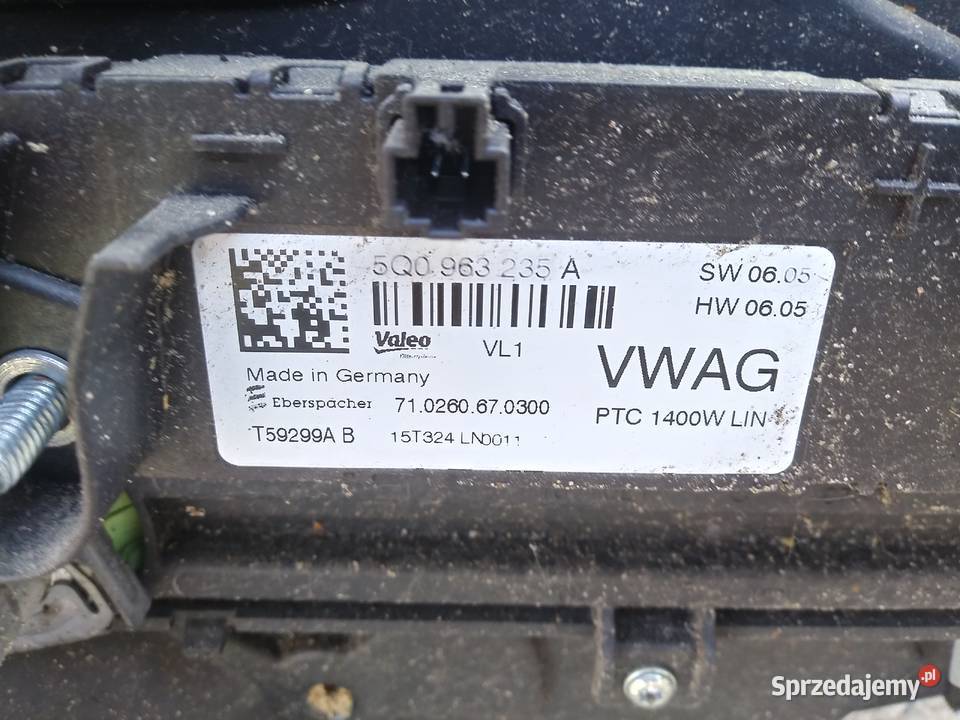 5Q0 963 235 A
SW 06.05
HW 06.05
Valeo
VL1
VWAG
Made in Germany
Eberspächer 71.0260.67.0300
PTC 1400W LIN
T59299A B 15T324 LN0011
Sprzedajemy.pl